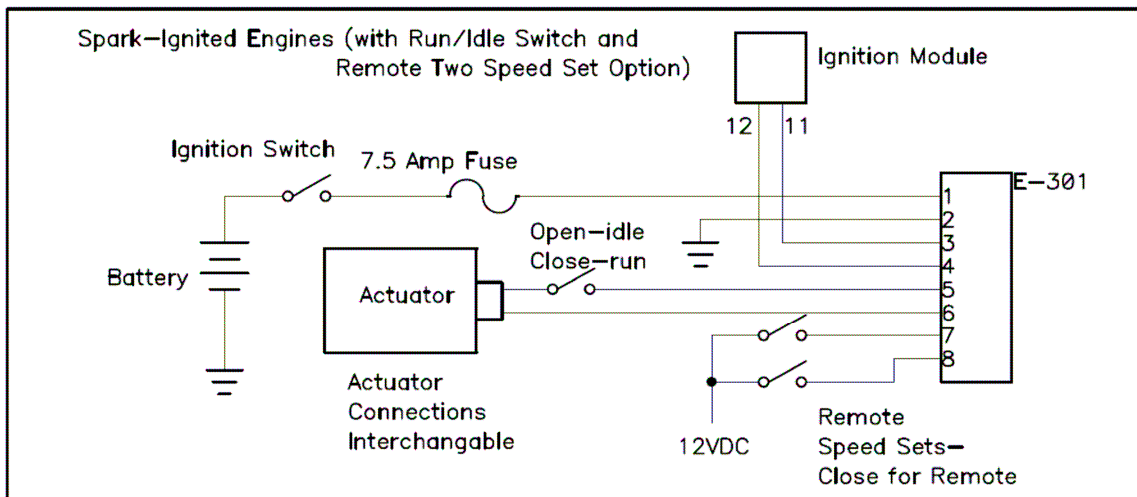 Spark-Ignited Engines (with Run/Idle Switch and
Remote Two Speed Set Option)
Ignition Module
12 11
Ignition Switch
7.5 Amp Fuse
E-301
1
2
3
4
5
6
7
8
Open-idle
Close-run
Battery
Actuator
Actuator
Connections
Interchangable
12VDC
Remote
Speed Sets-
Close for Remote